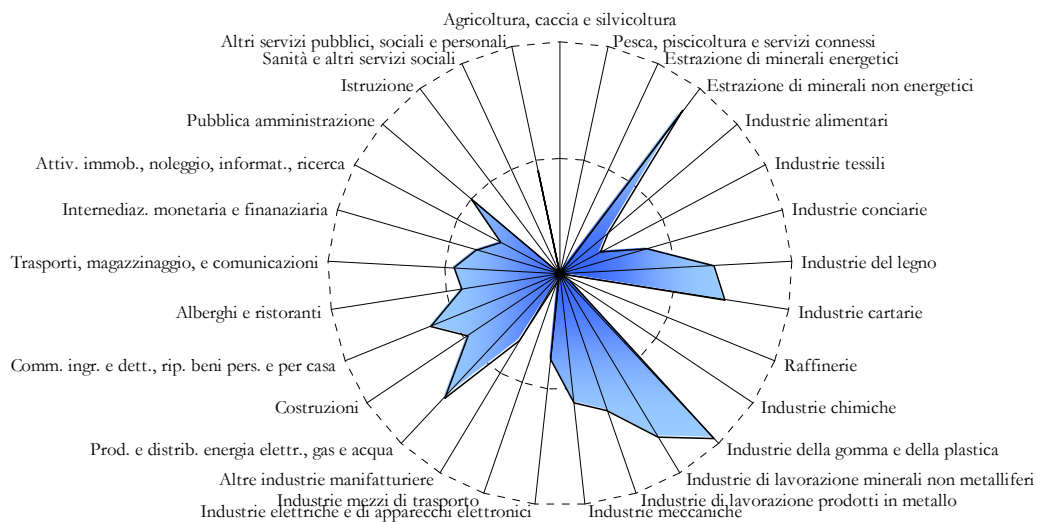 Agricoltura, caccia e silvicoltura
Pesca, piscicoltura e servizi connessi
Estrazione di minerali energetici
Estrazione di minerali non energetici
Industrie alimentari
Industrie tessili
Industrie conciarie
Industrie del legno
Industrie cartarie
Raffinerie
Industrie chimiche
Industrie della gomma e della plastica
Industrie di lavorazione minerali non metalliferi
Industrie di lavorazione prodotti in metallo
Industrie meccaniche
Industrie elettriche e di apparecchi elettronici
Industrie mezzi di trasporto
Altre industrie manifatturiere
Prod. e distrib. energia elettr., gas e acqua
Costruzioni
Comm. ingr. e dett., rip. beni pers. e per casa
Alberghi e ristoranti
Trasporti, magazzinaggio, e comunicazioni
Internediaz. monetaria e finanaziaria
Attiv. immob., noleggio, informat., ricerca
Pubblica amministrazione
Istruzione
Sanità e altri servizi sociali
Altri servizi pubblici, sociali e personali